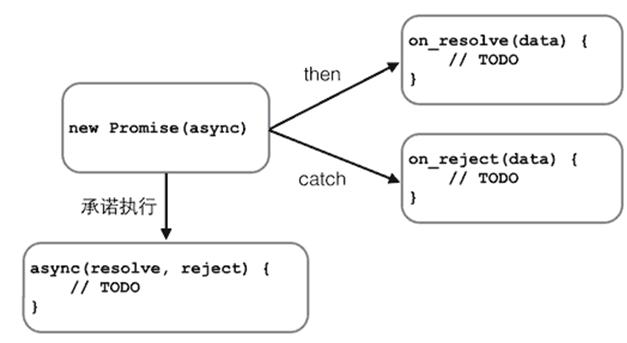 on_resolve(data) {
    // TODO
}
then
new Promise(async)
on_reject(data) {
    // TODO
}
catch
承诺执行
async(resolve, reject) {
    // TODO
}